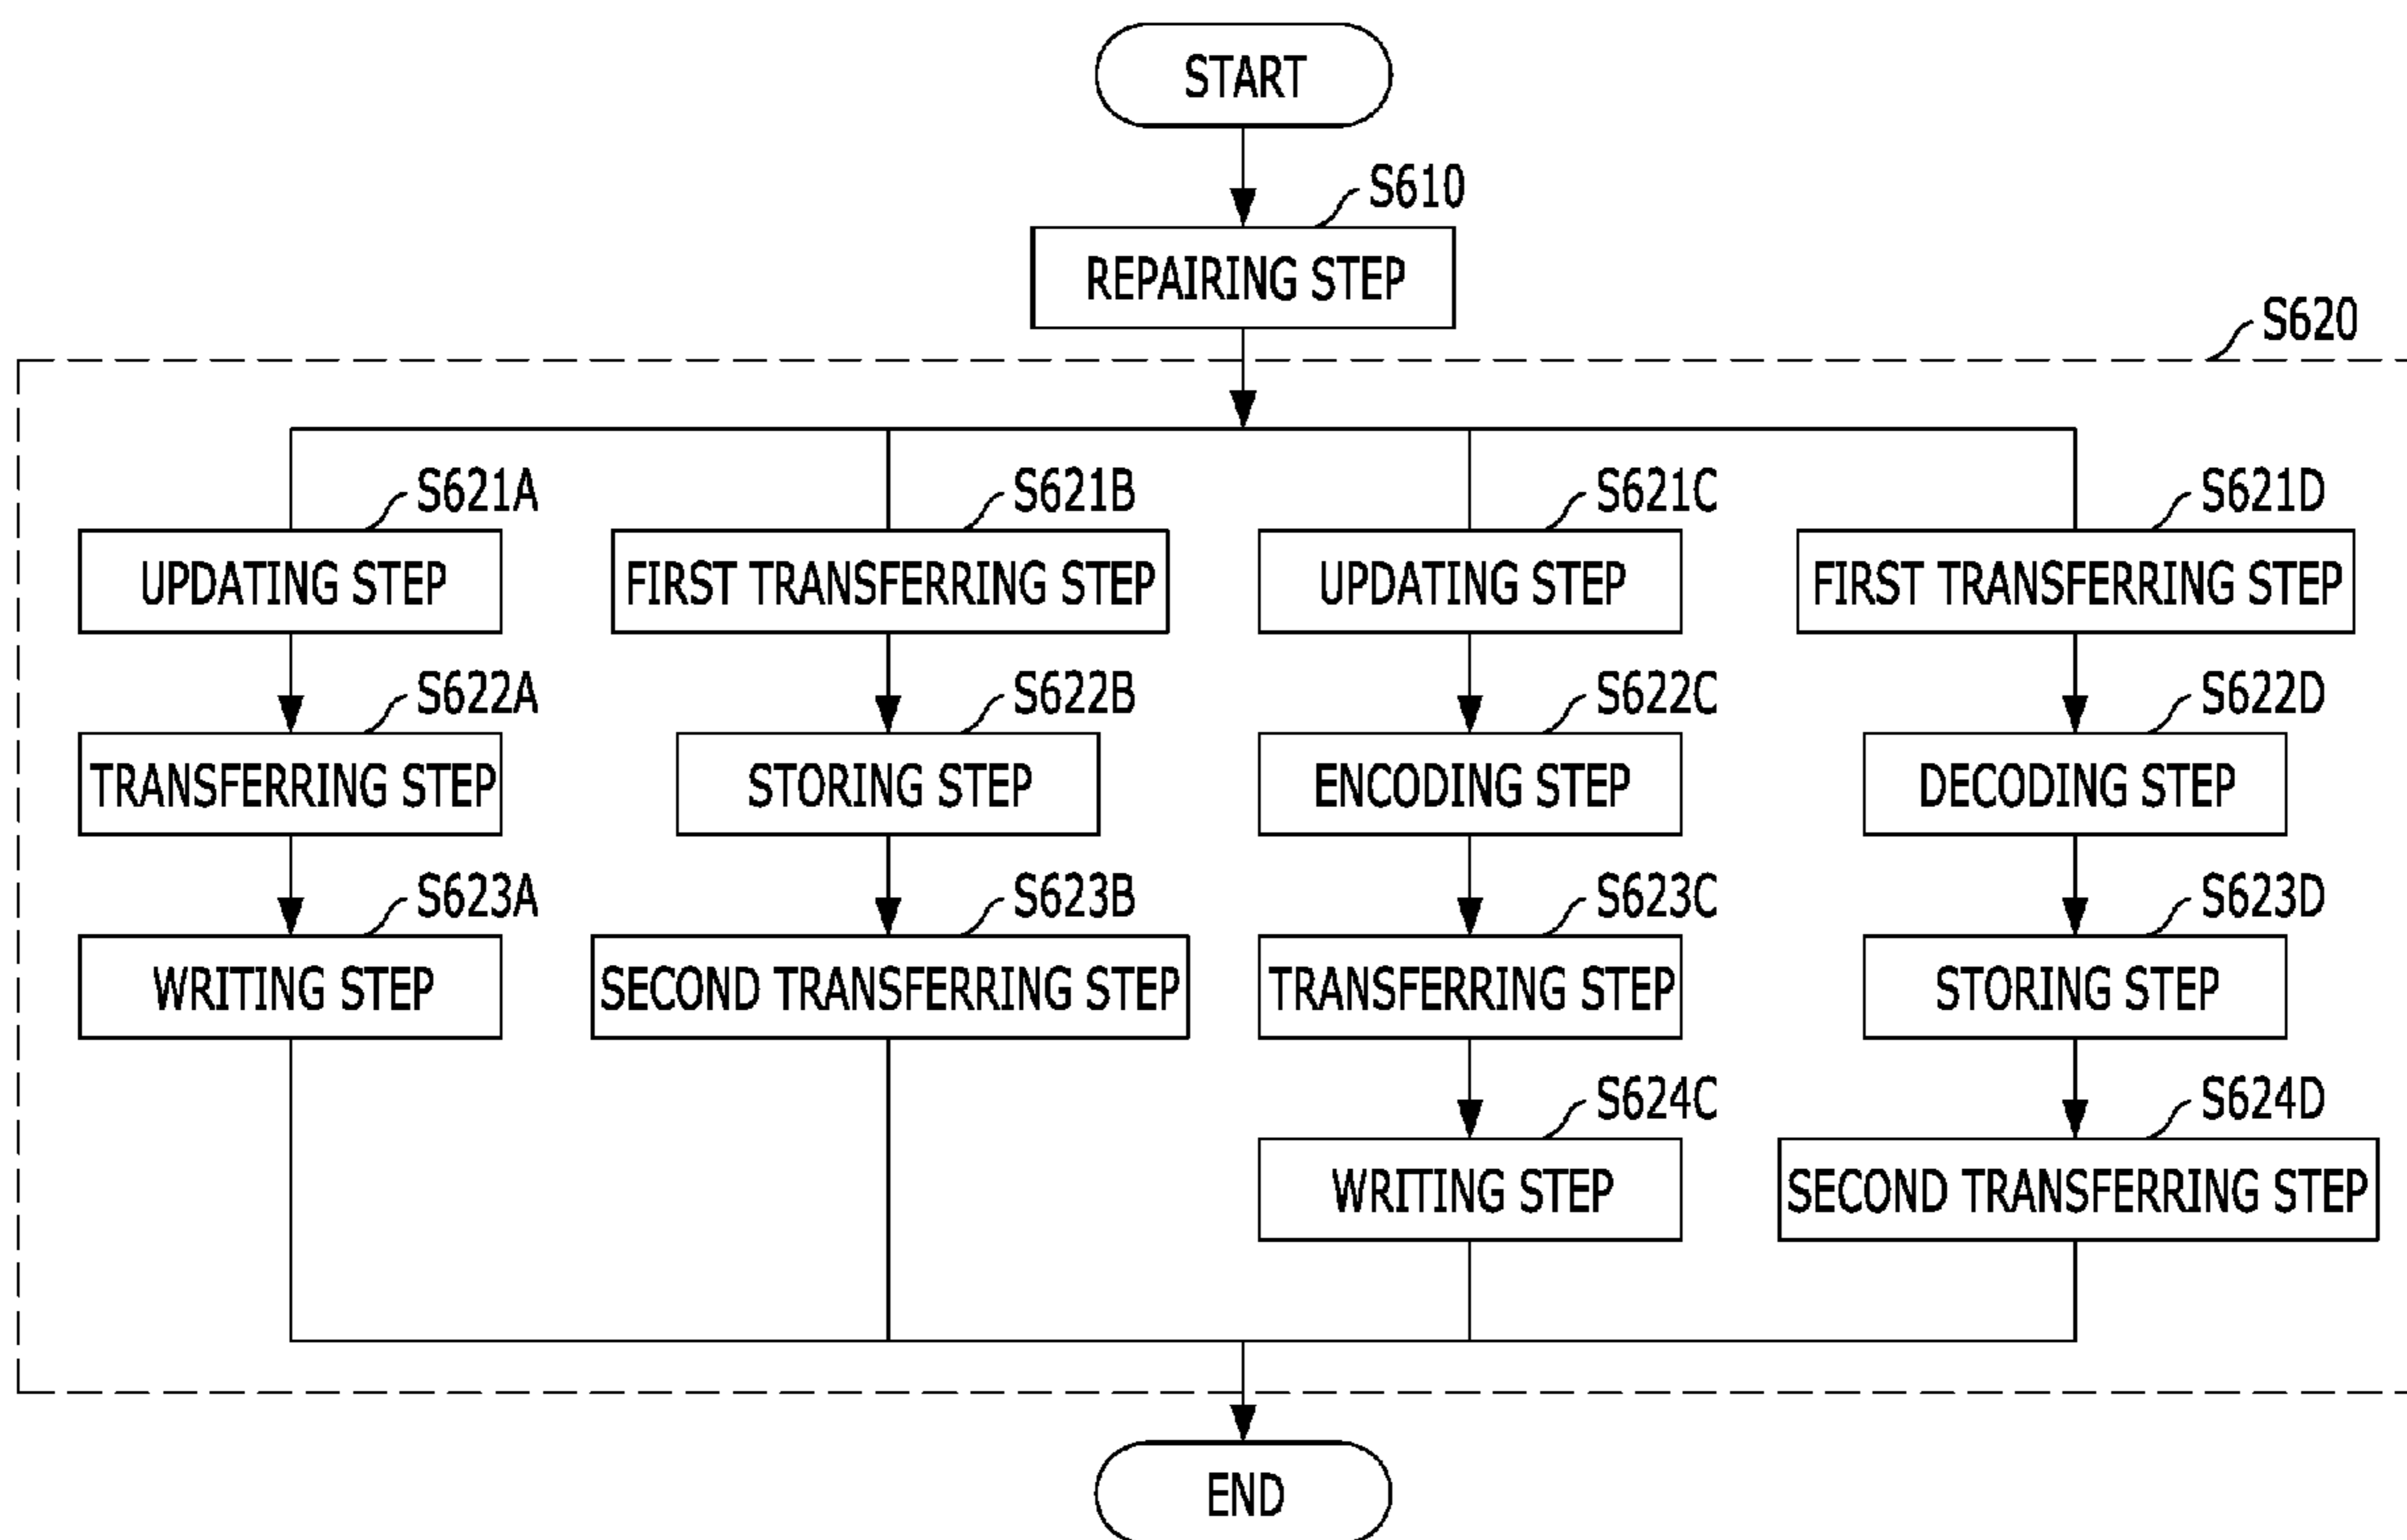 START
S610
REPAIRING STEP
S620
S621A
S621B
S621C
S621D
UPDATING STEP
FIRST TRANSFERRING STEP
UPDATING STEP
FIRST TRANSFERRING STEP
S622A
S622B
S622C
S622D
TRANSFERRING STEP
STORING STEP
ENCODING STEP
DECODING STEP
S623A
S623B
S623C
S623D
WRITING STEP
SECOND TRANSFERRING STEP
TRANSFERRING STEP
STORING STEP
S624C
S624D
WRITING STEP
SECOND TRANSFERRING STEP
END